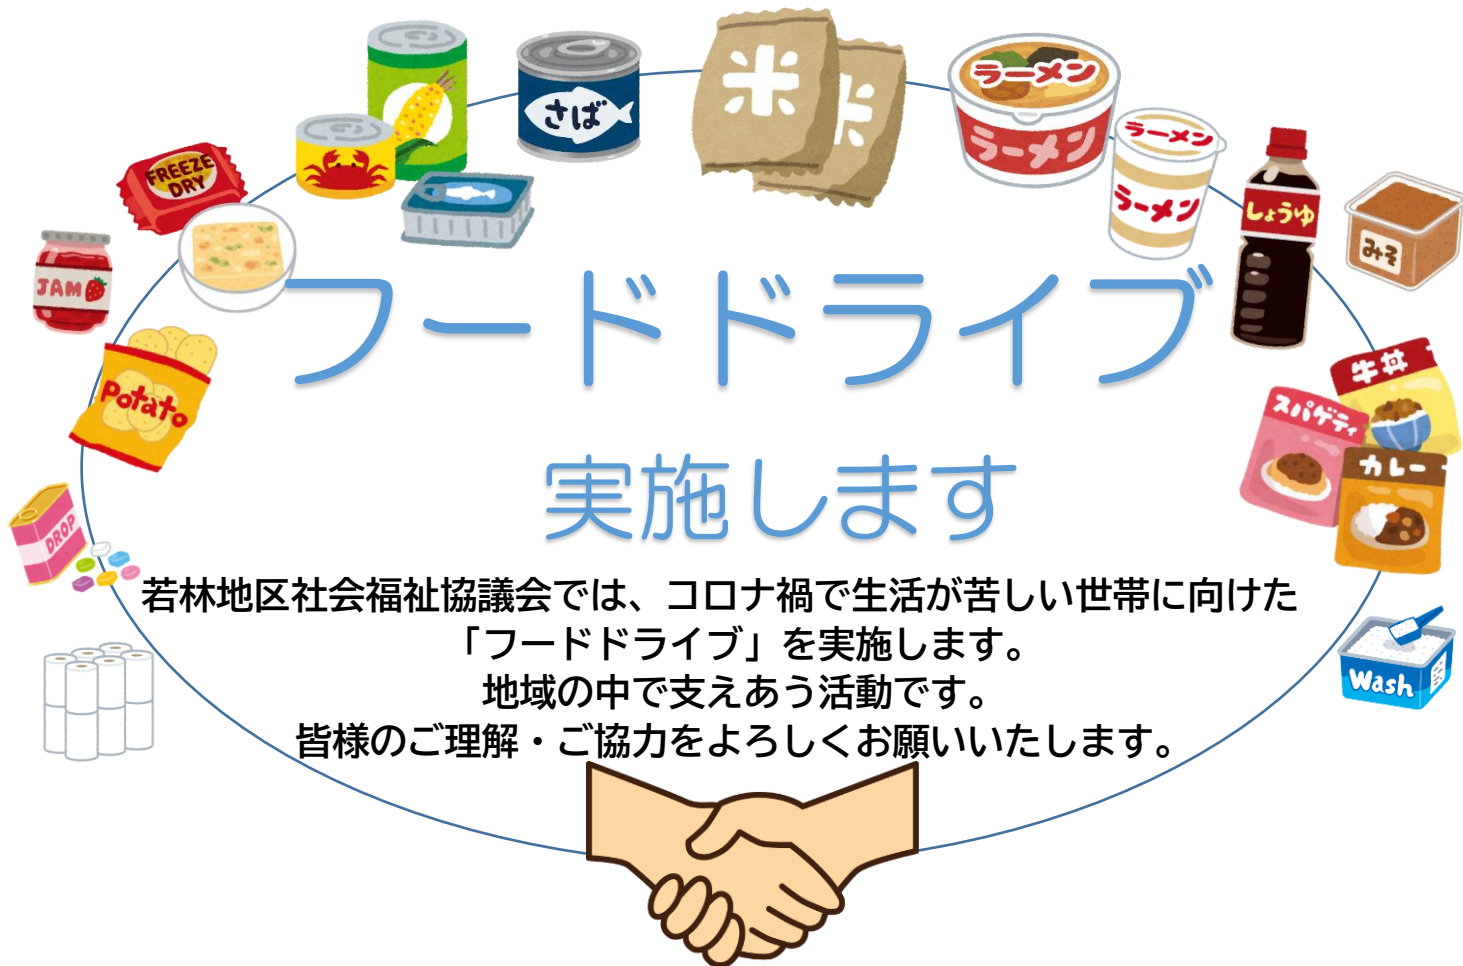 さば
米
米
ラーメン
ラーメン
ラーメン
ラーメン
FREEZE
DRY
しょうゆ
みそ
JAM
フードドライブ
Potato
牛丼
スパゲティ
カレー
実施します
DROP
若林地区社会福祉協議会では、コロナ禍で生活が苦しい世帯に向けた
「フードドライブ」を実施します。
地域の中で支えあう活動です。
皆様のご理解・ご協力をよろしくお願いいたします。
Wash